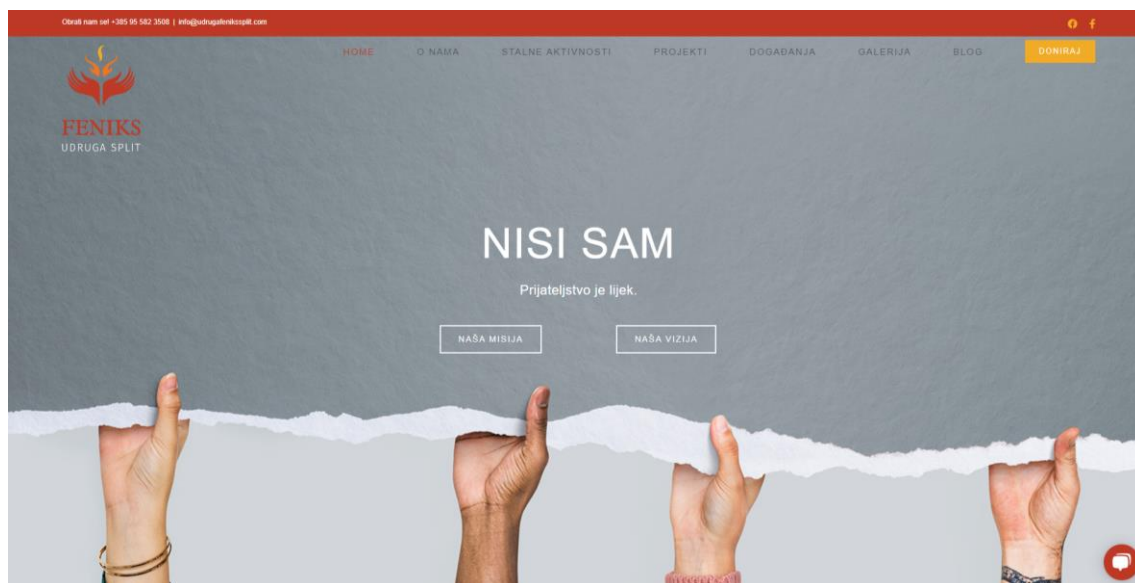 Obrati nam se! +385 95 582 3508 | info@udrugafenikssplit.com
HOME O NAMA STALNE AKTIVNOSTI PROJEKTI DOGAĐANJA GALERIJA BLOG DONIRAJ
FENIKS
UDRUGA SPLIT
NISI SAM
Prijateljstvo je lijek.
NAŠA MISIJA NAŠA VIZIJA